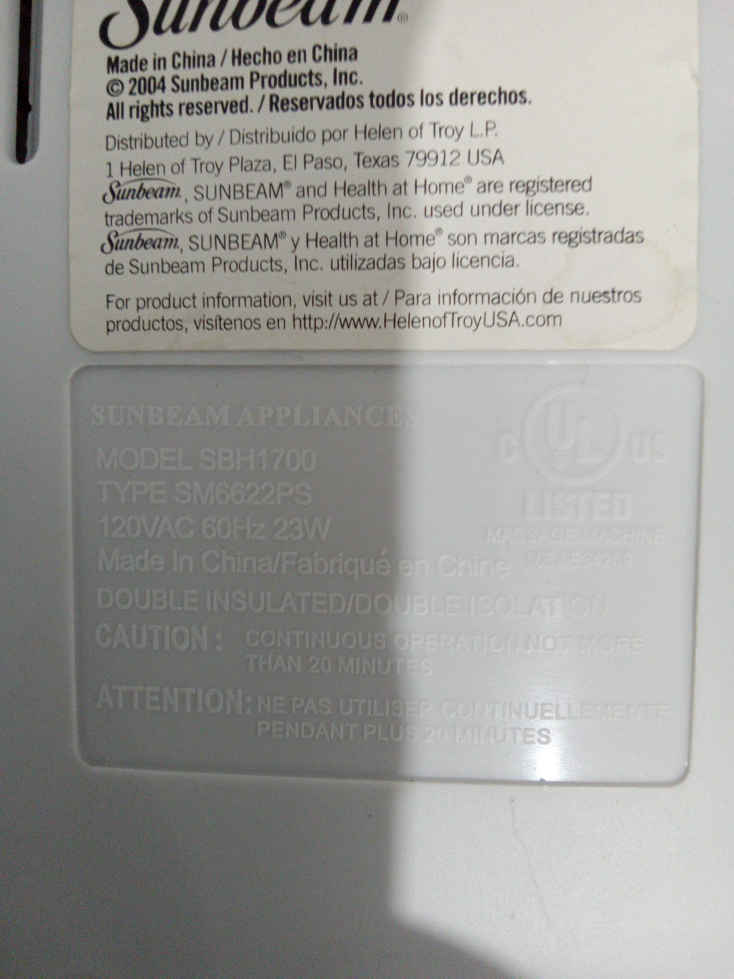 Sunbeam®
Made in China / Hecho en China
© 2004 Sunbeam Products, Inc.
All rights reserved. / Reservados todos los derechos.
Distributed by / Distribuido por Helen of Troy L.P.
1 Helen of Troy Plaza, El Paso, Texas 79912 USA
Sunbeam, SUNBEAM® and Health at Home® are registered
trademarks of Sunbeam Products, Inc. used under license.
Sunbeam, SUNBEAM® y Health at Home® son marcas registradas
de Sunbeam Products, Inc. utilizadas bajo licencia.
For product information, visit us at / Para información de nuestros
productos, visítenos en http://www.HelenofTroyUSA.com
SUNBEAM APPLIANCES
MODEL SBH1700
TYPE SM6622PS
120VAC 60Hz 23W
Made In China/Fabriqué en Chine
C UL US
LISTED
MASSAGE MACHINE
DOUBLE INSULATED/DOUBLE ISOLATION
CAUTION: CONTINUOUS OPERATION NOT MORE
THAN 20 MINUTES
ATTENTION: NE PAS UTILISER CONTINUELLEMENTE
PENDANT PLUS 20 MINUTES